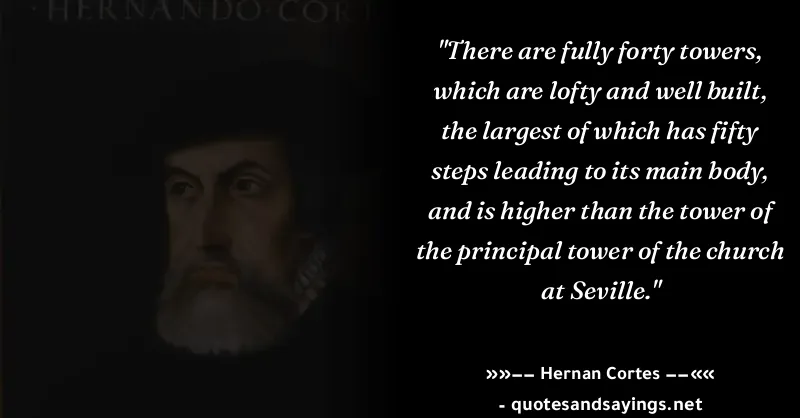 ·HERNANDO·COR
"There are fully forty towers,
which are lofty and well built,
the largest of which has fifty
steps leading to its main body,
and is higher than the tower of
the principal tower of the church
at Seville."
»»−− Hernan Cortes −−««
- quotesandsayings.net